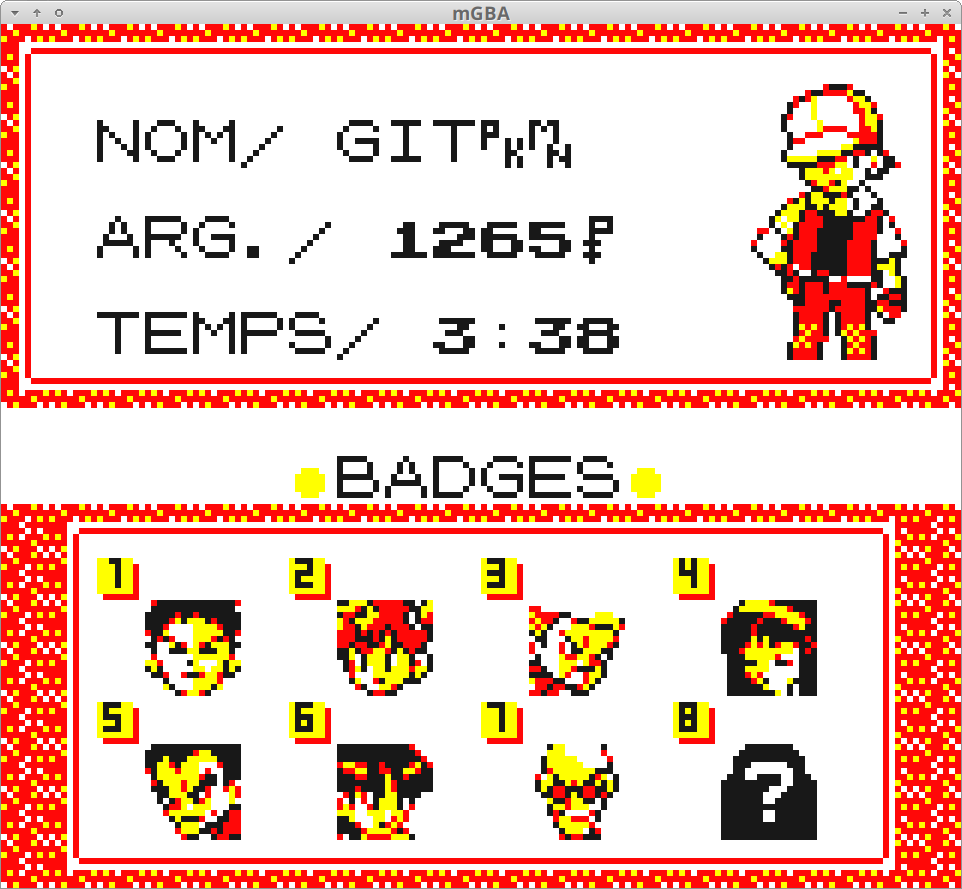 mGBA
NOM/ GITPKMN
ARG./ 1265₽
TEMPS/ 3:38
BADGES
1 2 3 4
5 6 7 8
?